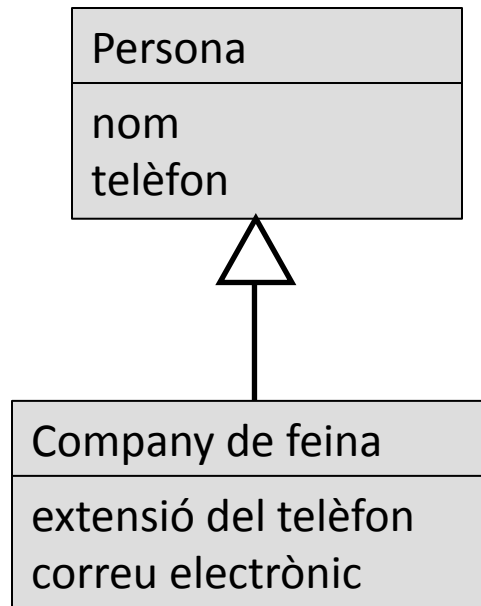 Persona
nom
telèfon
Company de feina
extensió del telèfon
correu electrònic